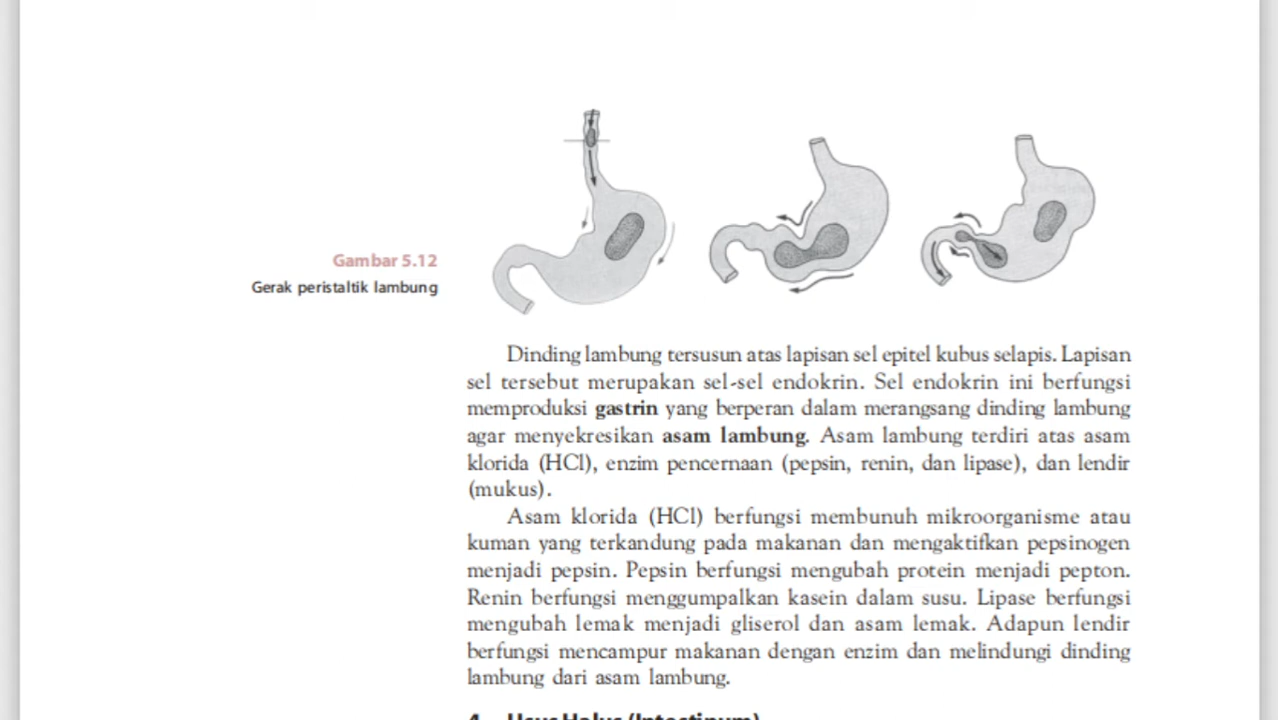 Gambar 5.12
Gerak peristaltik lambung
Dinding lambung tersusun atas lapisan sel epitel kubus selapis. Lapisan
sel tersebut merupakan sel-sel endokrin. Sel endokrin ini berfungsi
memproduksi gastrin yang berperan dalam merangsang dinding lambung
agar menyekresikan asam lambung. Asam lambung terdiri atas asam
klorida (HCl), enzim pencernaan (pepsin, renin, dan lipase), dan lendir
(mukus).
Asam klorida (HCl) berfungsi membunuh mikroorganisme atau
kuman yang terkandung pada makanan dan mengaktifkan pepsinogen
menjadi pepsin. Pepsin berfungsi mengubah protein menjadi pepton.
Renin berfungsi menggumpalkan kasein dalam susu. Lipase berfungsi
mengubah lemak menjadi gliserol dan asam lemak. Adapun lendir
berfungsi mencampur makanan dengan enzim dan melindungi dinding
lambung dari asam lambung.
4. Usus Halus (Intestinum)